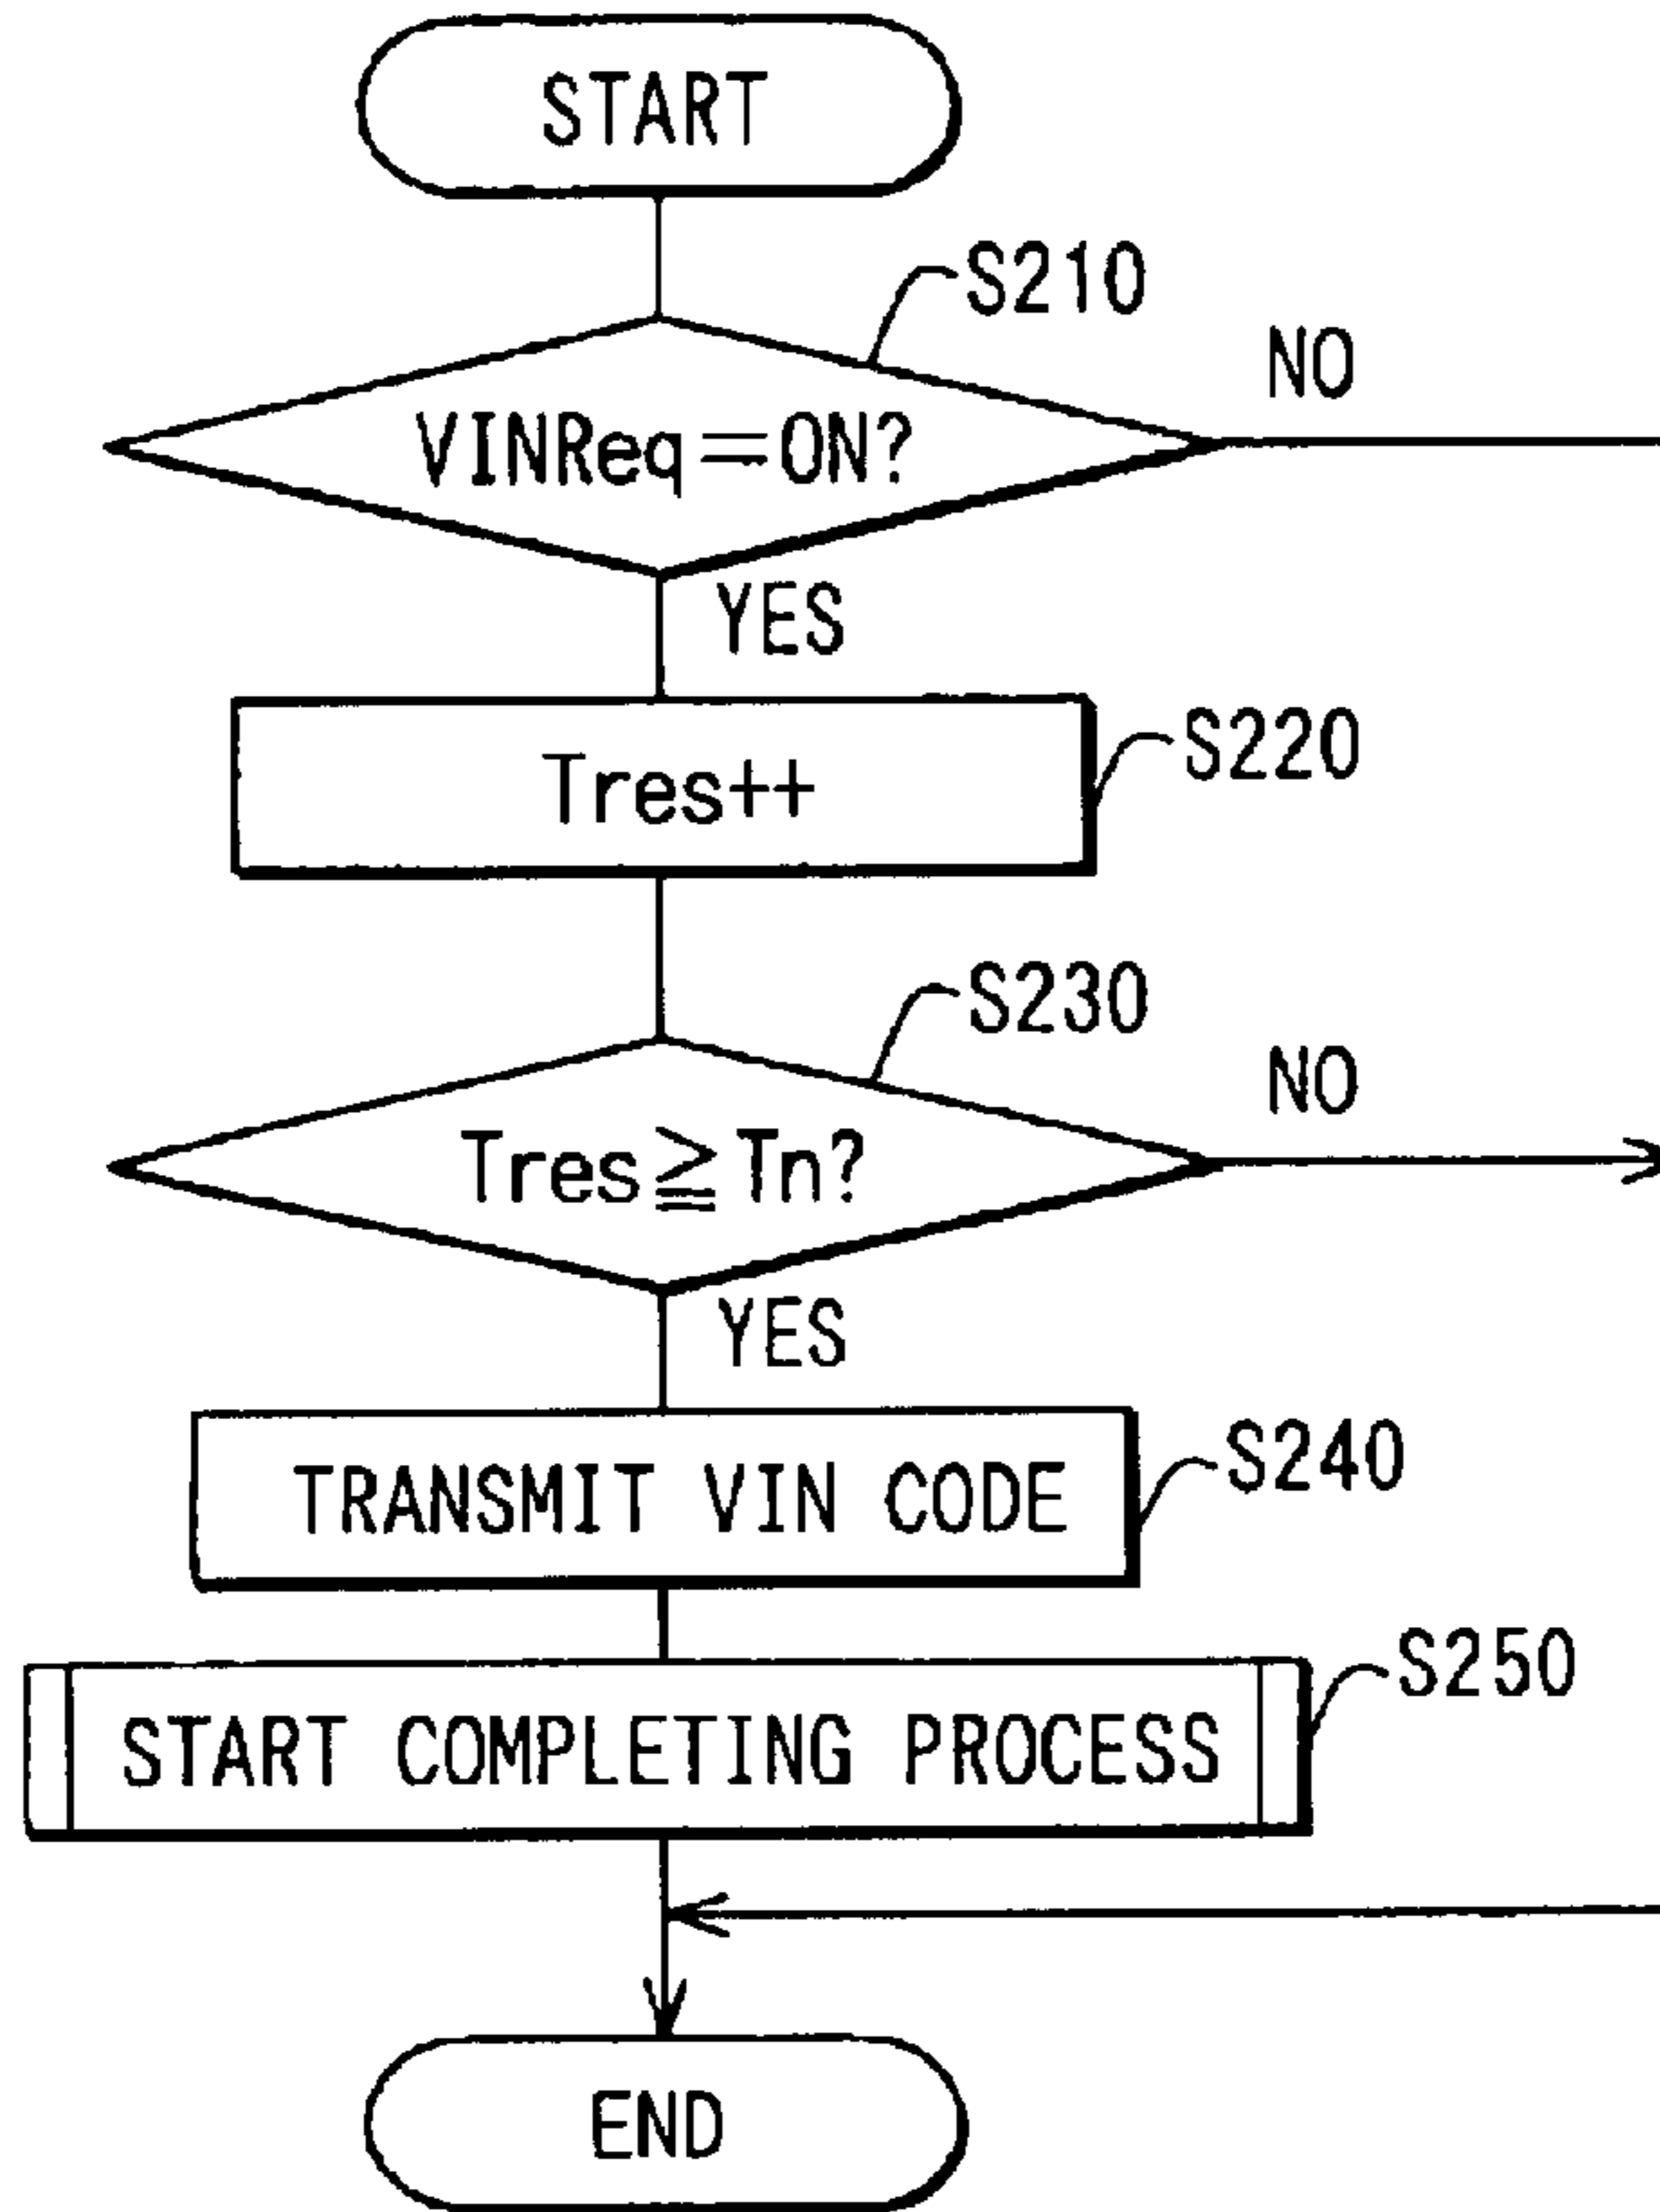 START
S210
NO
VINReq=ON?
YES
S220
Tres++
S230
NO
Tres≧Tn?
YES
S240
TRANSMIT VIN CODE
S250
START COMPLETING PROCESS
END